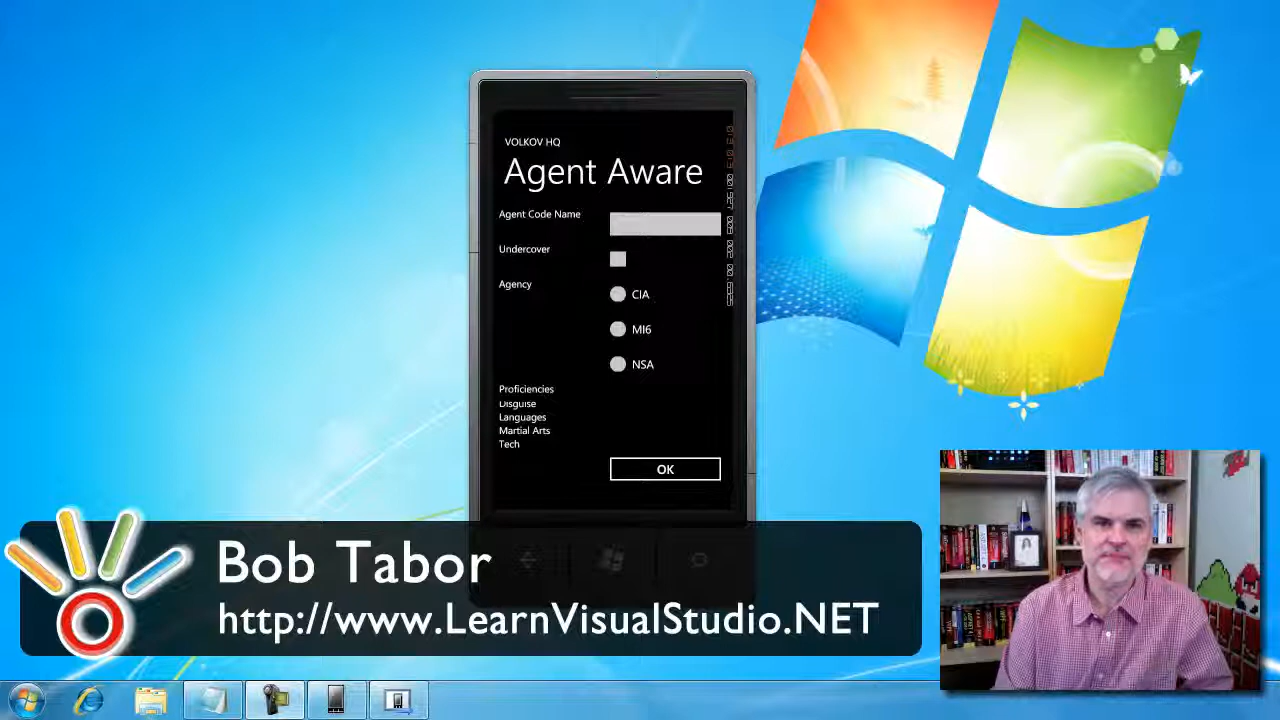 VOLKOV HQ
Agent Aware
Agent Code Name
Undercover
Agency
CIA
MI6
NSA
Proficiencies
Disguise
Languages
Martial Arts
Tech
OK
Bob Tabor
http://www.LearnVisualStudio.NET